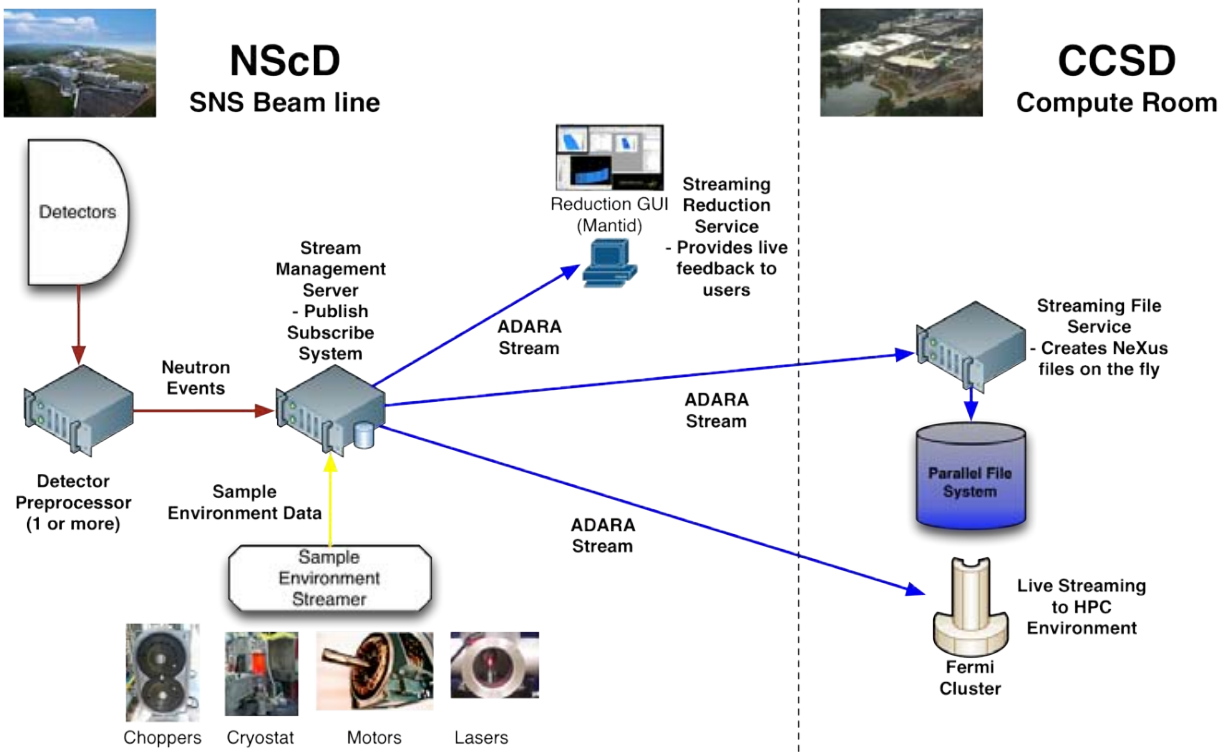 NScD
SNS Beam line
CCSD
Compute Room
Detectors
Stream
Management
Server
- Publish
Subscribe
System
Reduction GUI
(Mantid)
Streaming
Reduction
Service
- Provides live
feedback to
users
ADARA
Stream
Neutron
Events
ADARA
Stream
Streaming File
Service
- Creates NeXus
files on the fly
Detector
Preprocessor
(1 or more)
Sample
Environment Data
ADARA
Stream
Parallel File
System
Sample
Environment
Streamer
Live Streaming
to HPC
Environment
Fermi
Cluster
Choppers
Cryostat
Motors
Lasers